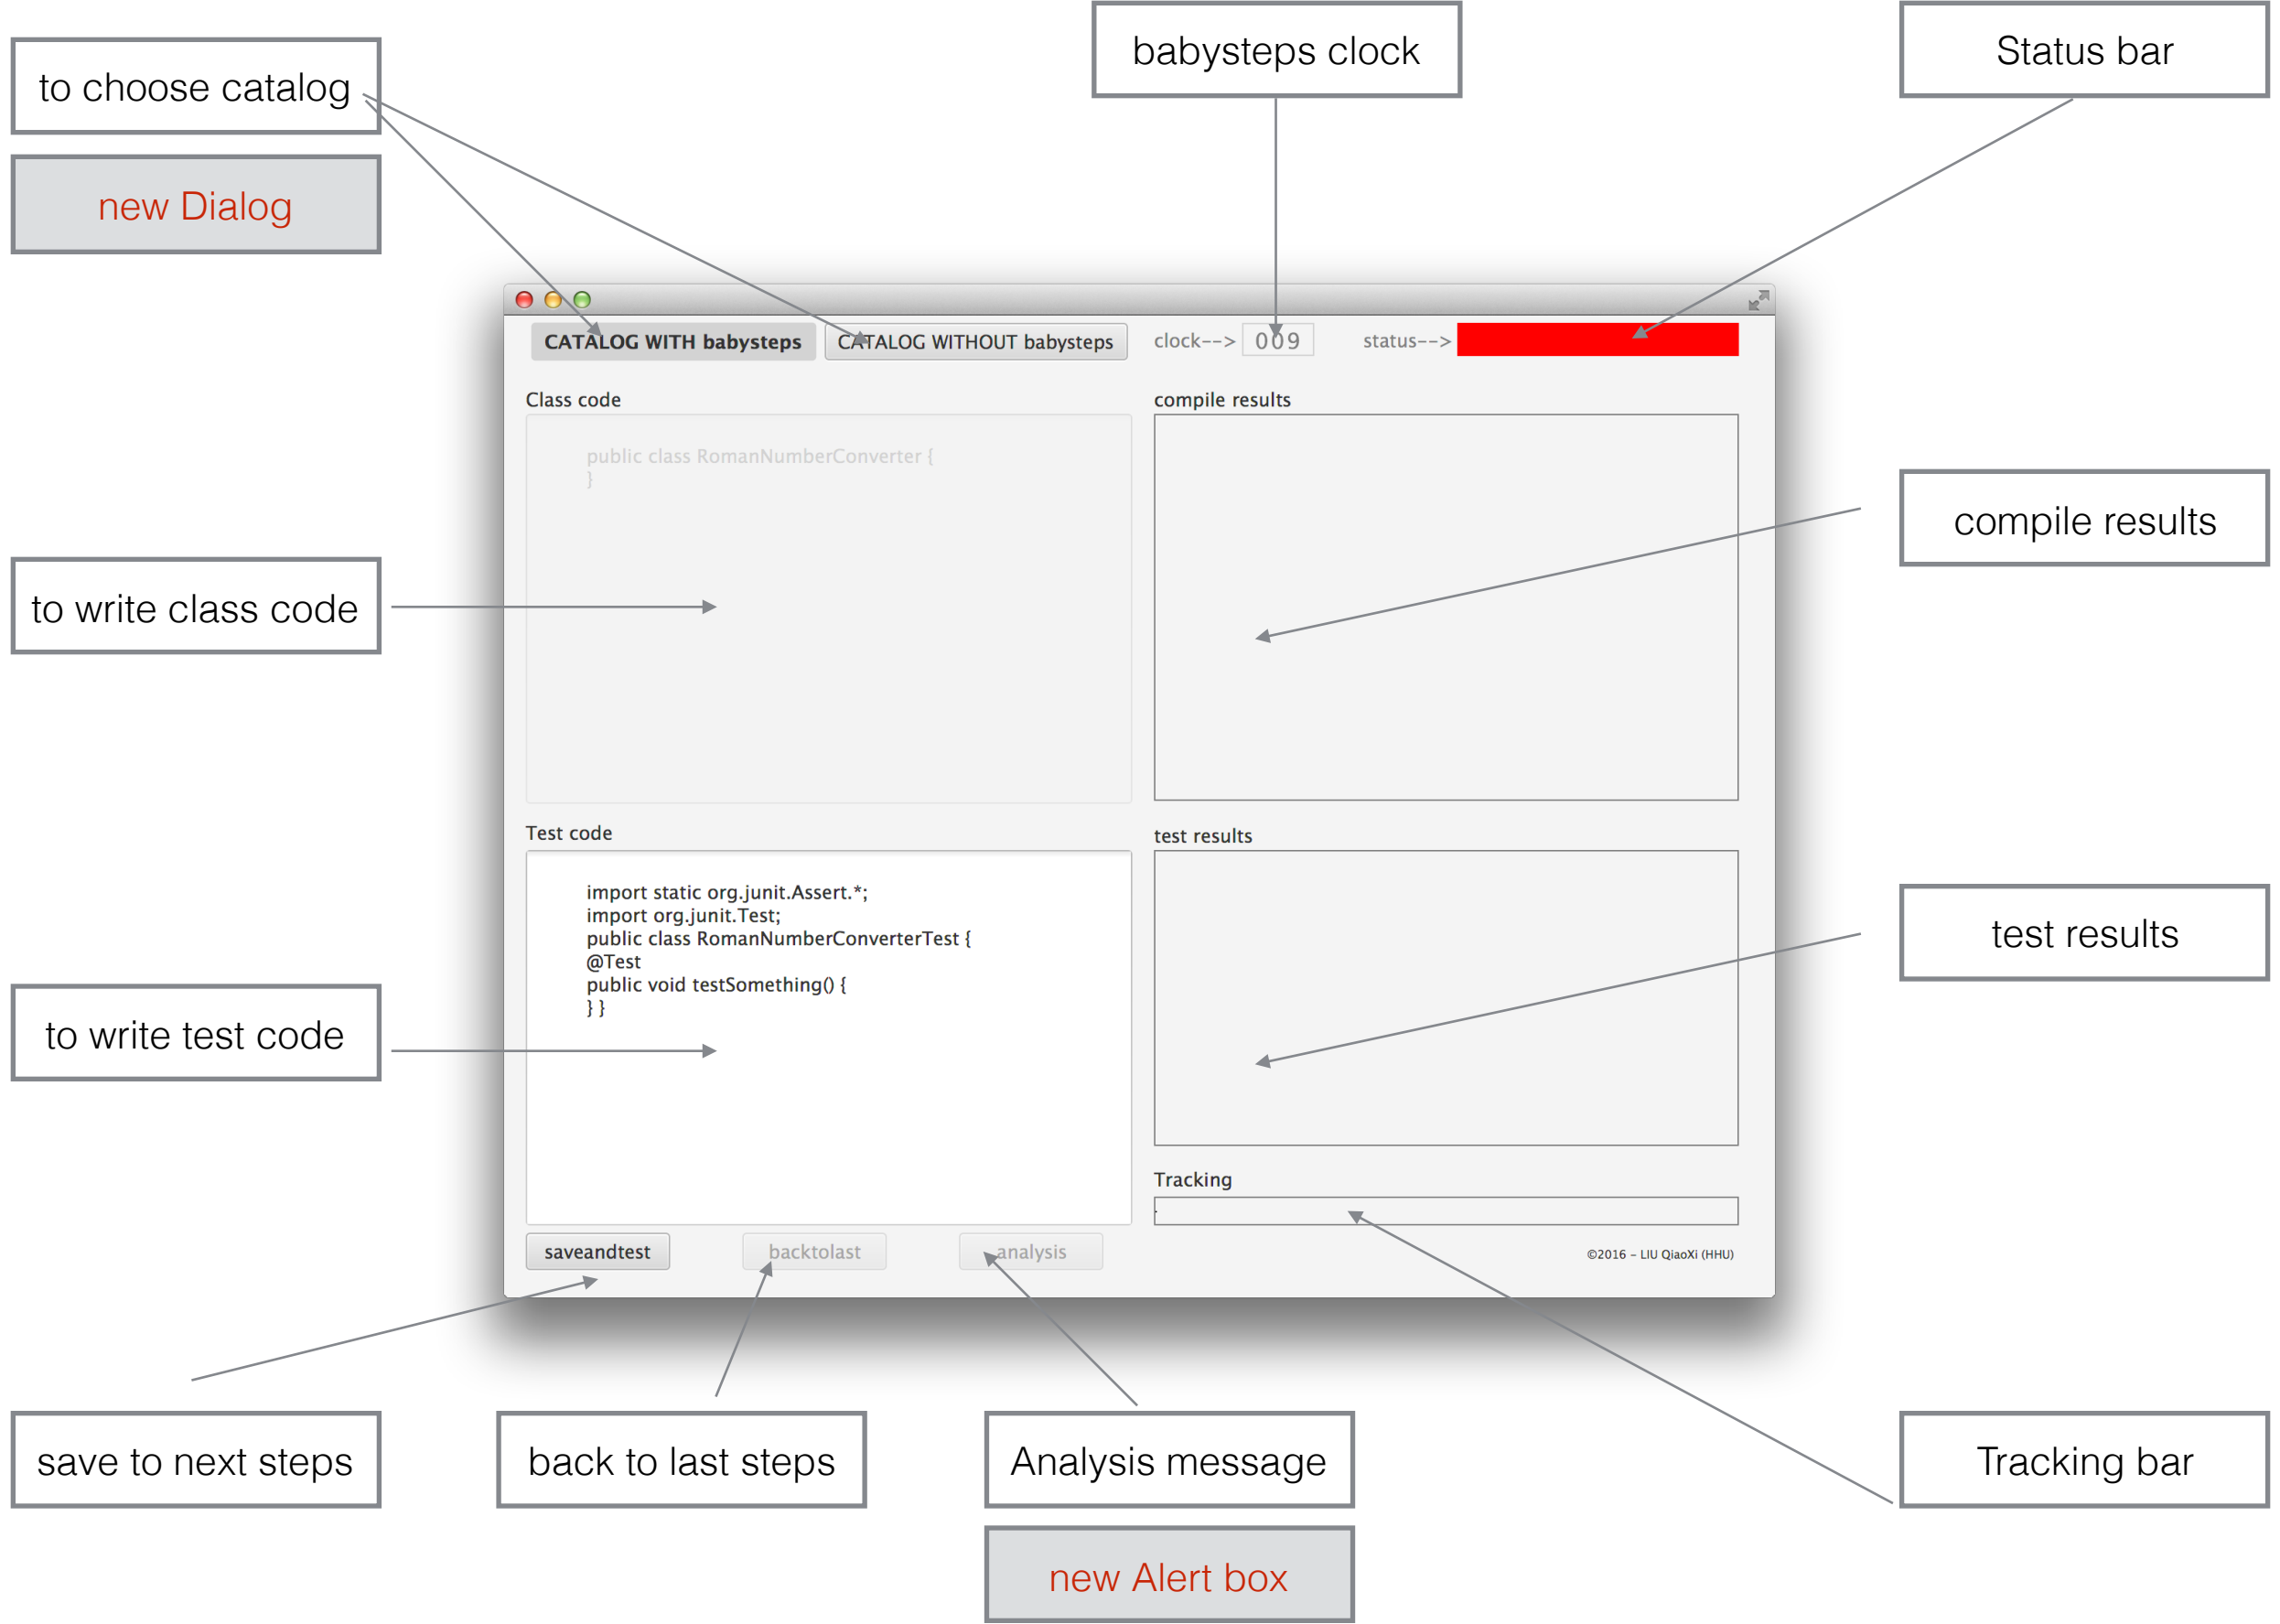 to choose catalog
babysteps clock
Status bar
new Dialog
CATALOG WITH babysteps
CATALOG WITHOUT babysteps
clock-->
009
status-->
Class code
compile results
public class RomanNumberConverter {
}
compile results
to write class code
Test code
test results
import static org.junit.Assert.*;
import org.junit.Test;
public class RomanNumberConverterTest {
@Test
public void testSomething() {
} }
test results
to write test code
Tracking
.
saveandtest
backtolast
analysis
©2016 – LIU QiaoXi (HHU)
save to next steps
back to last steps
Analysis message
Tracking bar
new Alert box